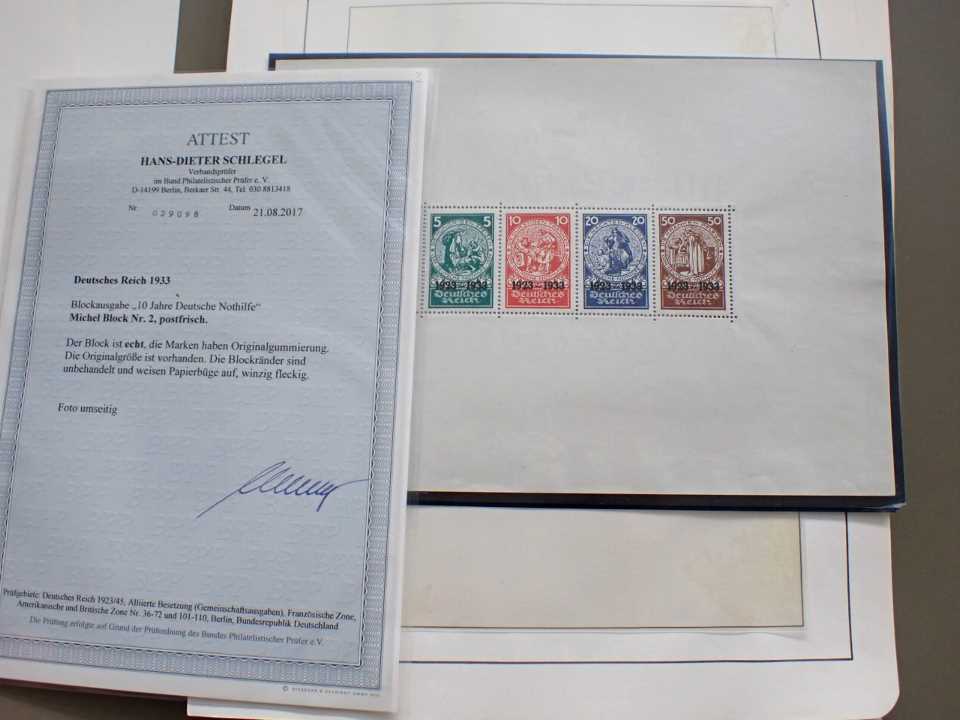 ATTEST
HANS-DIETER SCHLEGEL
Verbandsprüfer
im Bund Philatelistischer Prüfer e. V.
D-14199 Berlin, Berkaer Str. 44, Tel. 030 8813418
Nr. 029098 Datum 21.08.2017
Deutsches Reich 1933
Blockausgabe „10 Jahre Deutsche Nothilfe“
Michel Block Nr. 2, postfrisch.
Der Block ist echt, die Marken haben Originalgummierung.
Die Originalgröße ist vorhanden. Die Blockränder sind
unbehandelt und weisen Papierbüge auf, winzig fleckig.
Foto umseitig
Prüfgebiete: Deutsches Reich 1923/45, Alliierte Besetzung (Gemeinschaftsausgaben), Französische Zone,
Amerikanische und Britische Zone Nr. 36-72 und 101-110, Berlin, Bundesrepublik Deutschland
Die Prüfung erfolgte auf Grund der Prüfordnung des Bundes Philatelistischer Prüfer e.V.
5 5
1923-1933
Deutsches
Reich
10 10
1923-1933
Deutsches
Reich
20 20
1923-1933
Deutsches
Reich
50 50
1923-1933
Deutsches
Reich